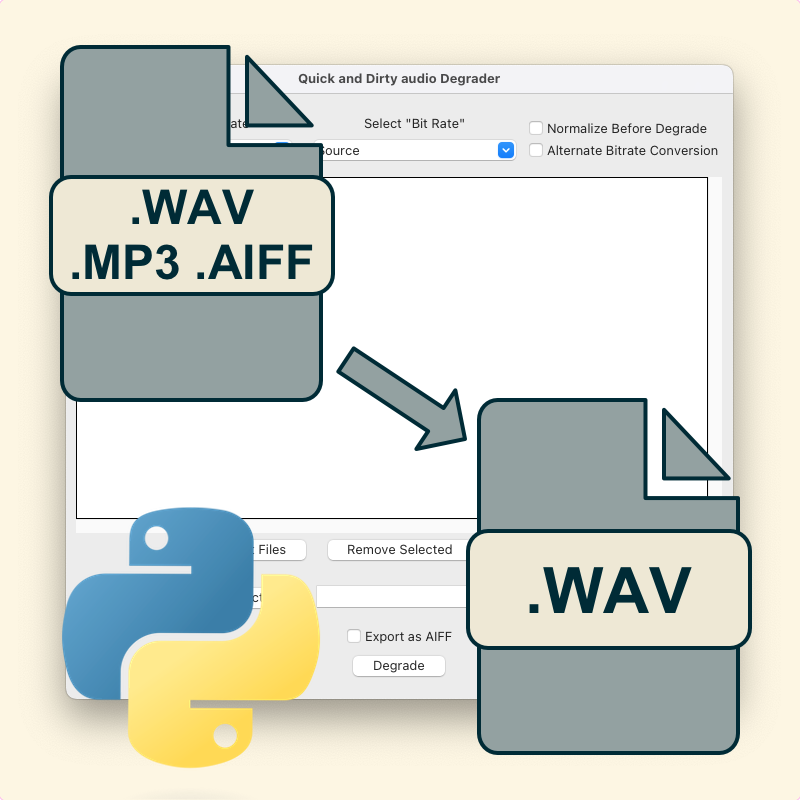 Quick and Dirty audio Degrader
Select "Bit Rate"
Normalize Before Degrade
Alternate Bitrate Conversion
.WAV
.MP3 .AIFF
Files
Remove Selected
.WAV
Export as AIFF
Degrade